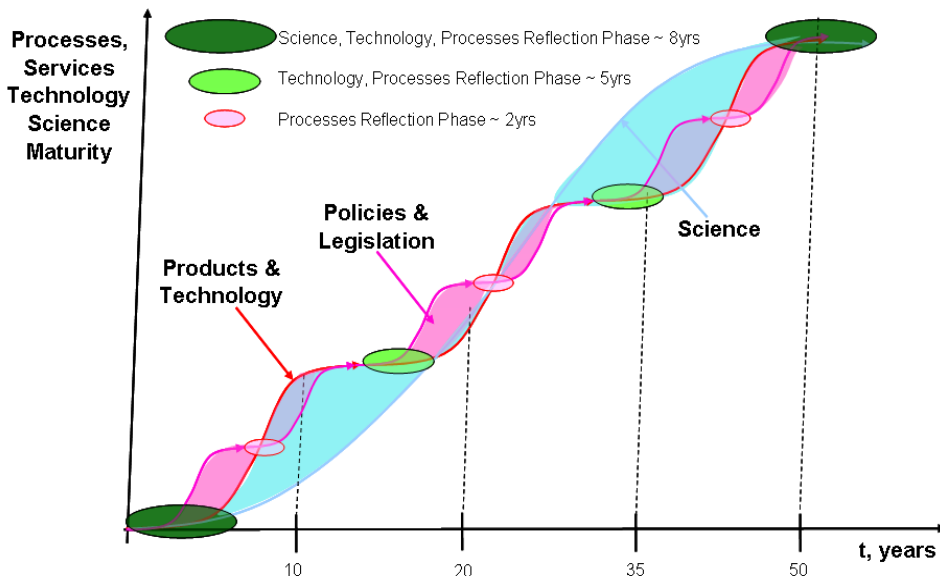 Processes,
Services
Technology
Science
Maturity
Science, Technology, Processes Reflection Phase ~ 8yrs
Technology, Processes Reflection Phase ~ 5yrs
Processes Reflection Phase ~ 2yrs
Policies &
Legislation
Science
Products &
Technology
t, years
10
20
35
50